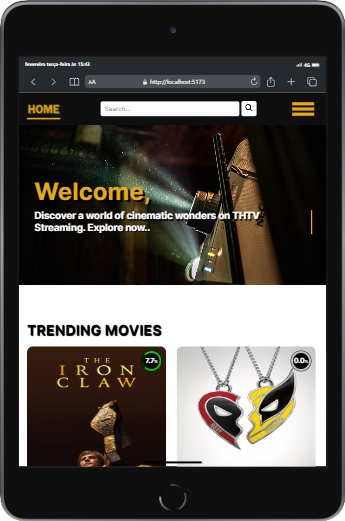 fevereiro terça-feira às 15:43
4G
AA
http://localhost:5173
HOME
Search...
Welcome,
Discover a world of cinematic wonders on THTV
Streaming. Explore now..
TRENDING MOVIES
THE
IRON
CLAW
7.7%
0.0%